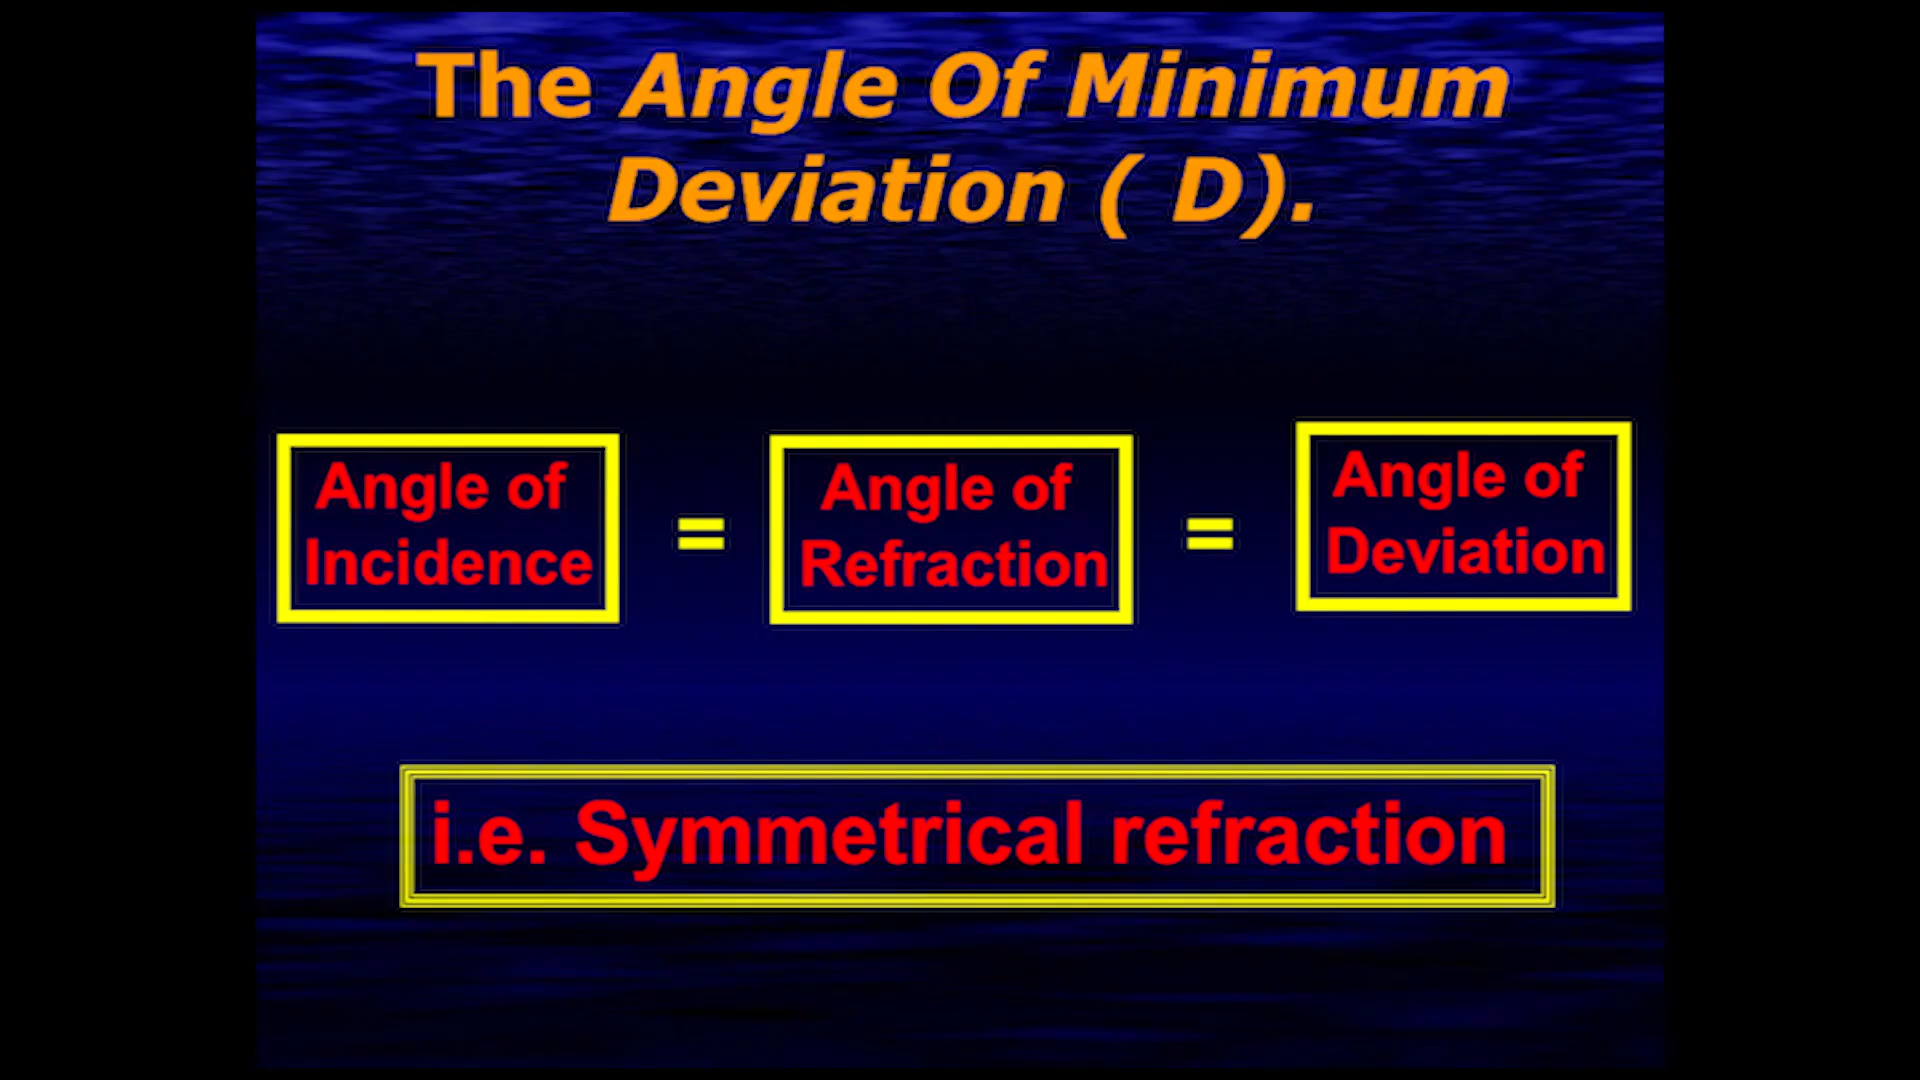 The Angle Of Minimum
Deviation ( D).
Angle of
Incidence
=
Angle of
Refraction
=
Angle of
Deviation
i.e. Symmetrical refraction